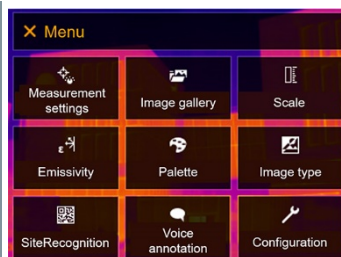 Menu
Measurement
settings
Image gallery
Scale
Emissivity
Palette
Image type
SiteRecognition
Voice
annotation
Configuration